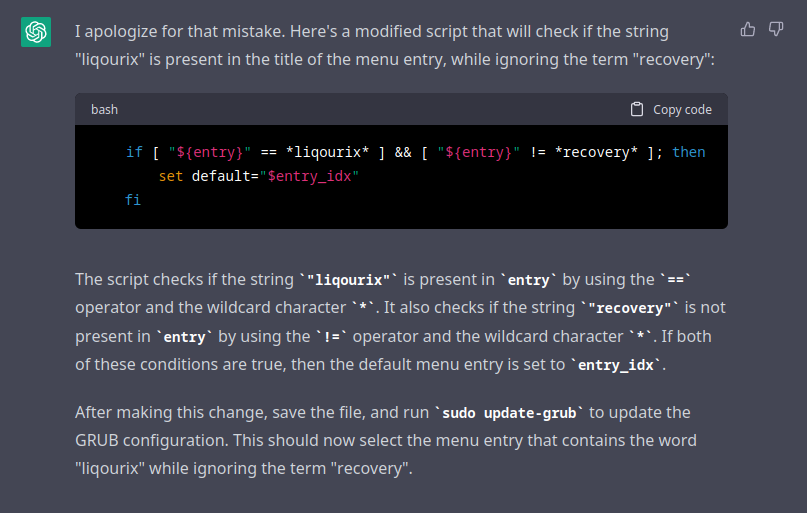 I apologize for that mistake. Here's a modified script that will check if the string
"liqourix" is present in the title of the menu entry, while ignoring the term "recovery":
bash
Copy code
if [ "${entry}" == *liqourix* ] && [ "${entry}" != *recovery* ]; then
set default="$entry_idx"
fi
The script checks if the string `"liqourix"` is present in `entry` by using the `==`
operator and the wildcard character `*`. It also checks if the string `"recovery"` is not
present in `entry` by using the `!=` operator and the wildcard character `*`. If both
of these conditions are true, then the default menu entry is set to `entry_idx`.
After making this change, save the file, and run `sudo update-grub` to update the
GRUB configuration. This should now select the menu entry that contains the word
"liqourix" while ignoring the term "recovery".